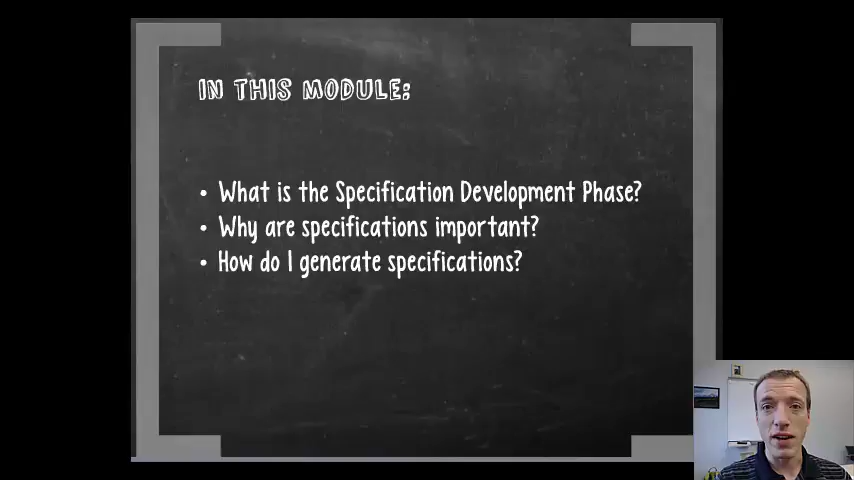 IN THIS MODULE:
• What is the Specification Development Phase?
• Why are specifications important?
• How do I generate specifications?